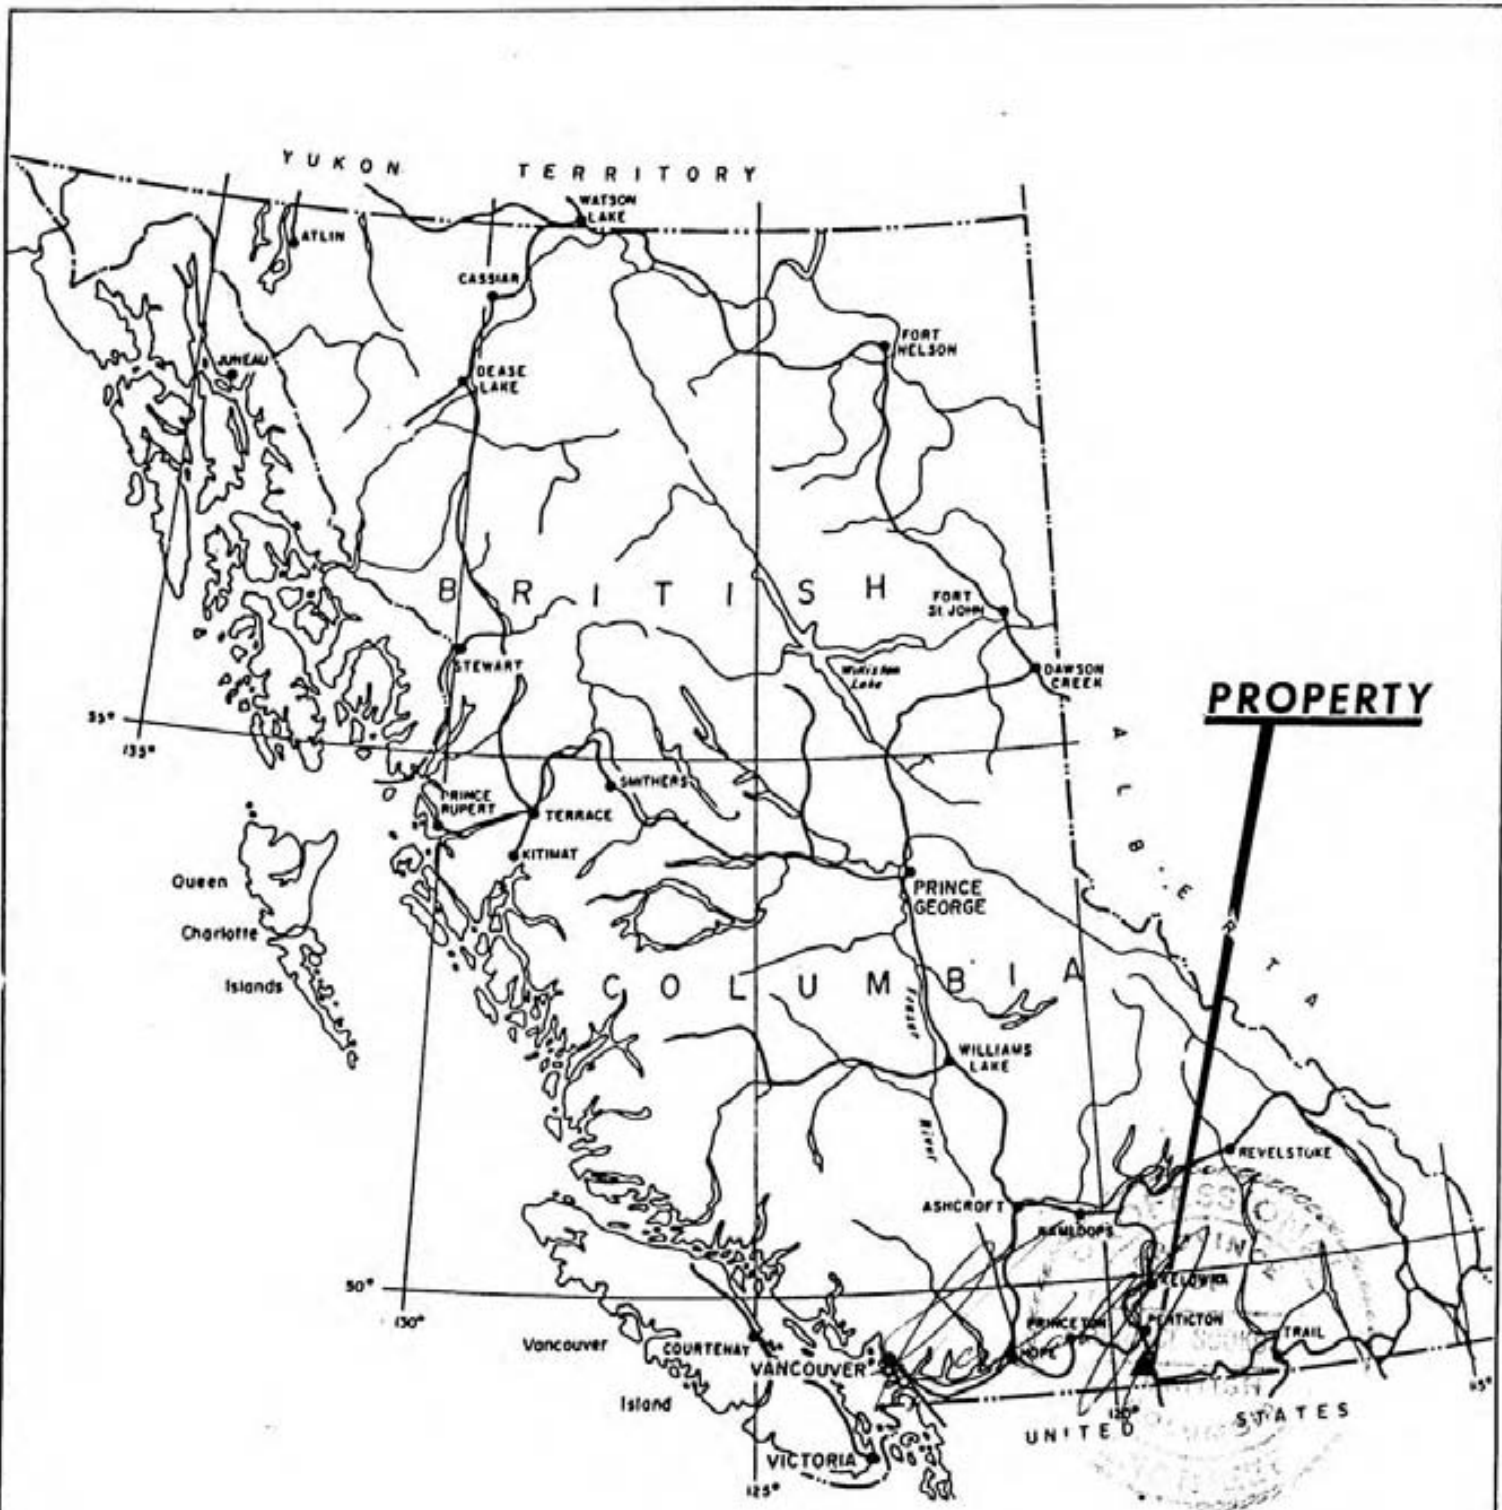 YUKON TERRITORY
WATSON
LAKE
ATLIN
CASSIAR
FORT
NELSON
JUNEAU
DEASE
LAKE
BRITISH
FORT
St. JOHN
STEWART
Williston
Lake
DAWSON
CREEK
PROPERTY
55°
135°
ALBERTA
SMITHERS
PRINCE
RUPERT
TERRACE
KITIMAT
Queen
Charlotte
Islands
PRINCE
GEORGE
COLUMBIA
Fraser
River
WILLIAMS
LAKE
REVELSTOKE
ASHCROFT
KAMLOOPS
50°
130°
KELOWNA
PRINCETON
PENTICTON
TRAIL
Vancouver
Island
COURTENAY
VANCOUVER
HOPE
120°
115°
UNITED STATES
VICTORIA
125°